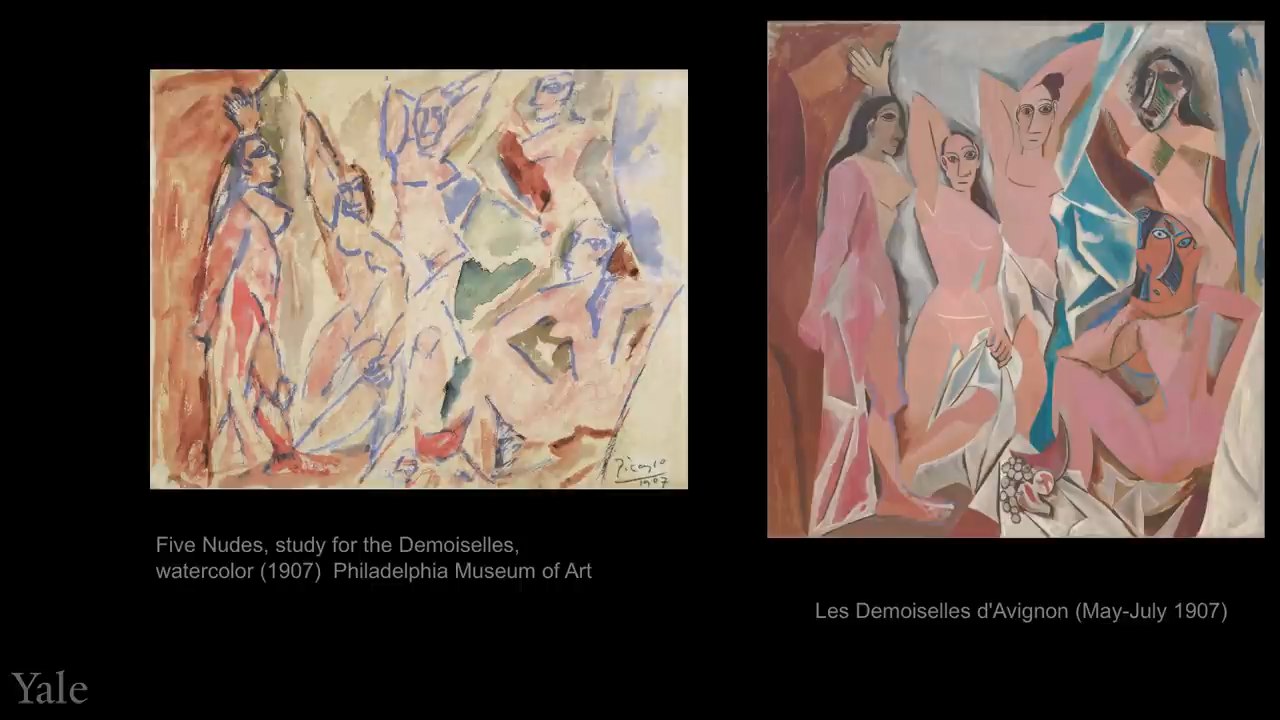 Picasso
1907
Five Nudes, study for the Demoiselles,
watercolor (1907)  Philadelphia Museum of Art
Les Demoiselles d'Avignon (May-July 1907)
Yale